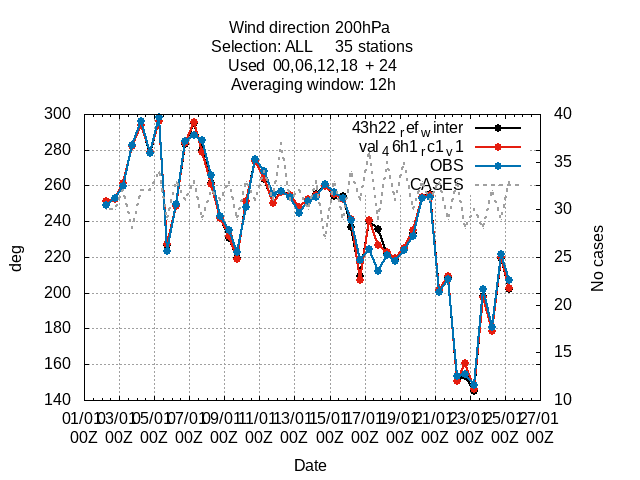 Wind direction 200hPa
Selection: ALL 35 stations
Used 00,06,12,18 + 24
Averaging window: 12h
300
280
260
240
220
200
180
160
140
deg
40
35
30
25
20
15
10
No cases
43h22_ref_winter
val_46h1_rc1_v1
OBS
CASES
01/01 03/01 05/01 07/01 09/01 11/01 13/01 15/01 17/01 19/01 21/01 23/01 25/01 27/01
00Z 00Z 00Z 00Z 00Z 00Z 00Z 00Z 00Z 00Z 00Z 00Z 00Z 00Z
Date